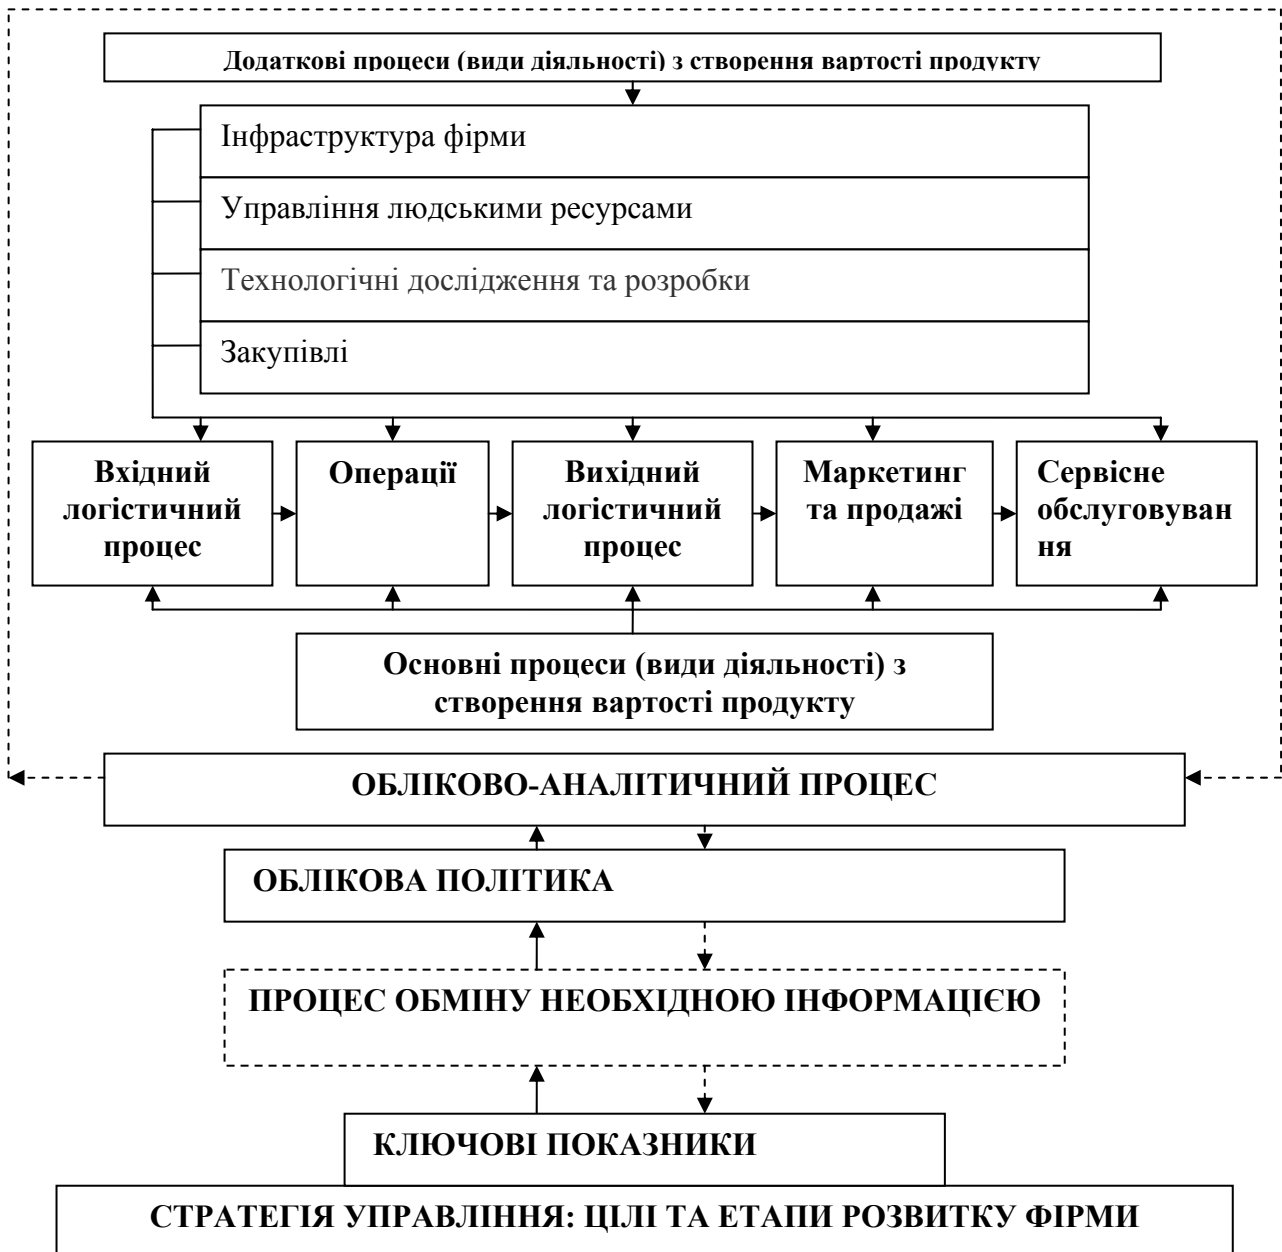 Додаткові процеси (види діяльності) з створення вартості продукту
Інфраструктура фірми
Управління людськими ресурсами
Технологічні дослідження та розробки
Закупівлі
Вхідний
логістичний
процес
Операції
Вихідний
логістичний
процес
Маркетинг
та продажі
Сервісне
обслуговуван
ня
Основні процеси (види діяльності) з
створення вартості продукту
ОБЛІКОВО-АНАЛІТИЧНИЙ ПРОЦЕС
ОБЛІКОВА ПОЛІТИКА
ПРОЦЕС ОБМІНУ НЕОБХІДНОЮ ІНФОРМАЦІЄЮ
КЛЮЧОВІ ПОКАЗНИКИ
СТРАТЕГІЯ УПРАВЛІННЯ: ЦІЛІ ТА ЕТАПИ РОЗВИТКУ ФІРМИ